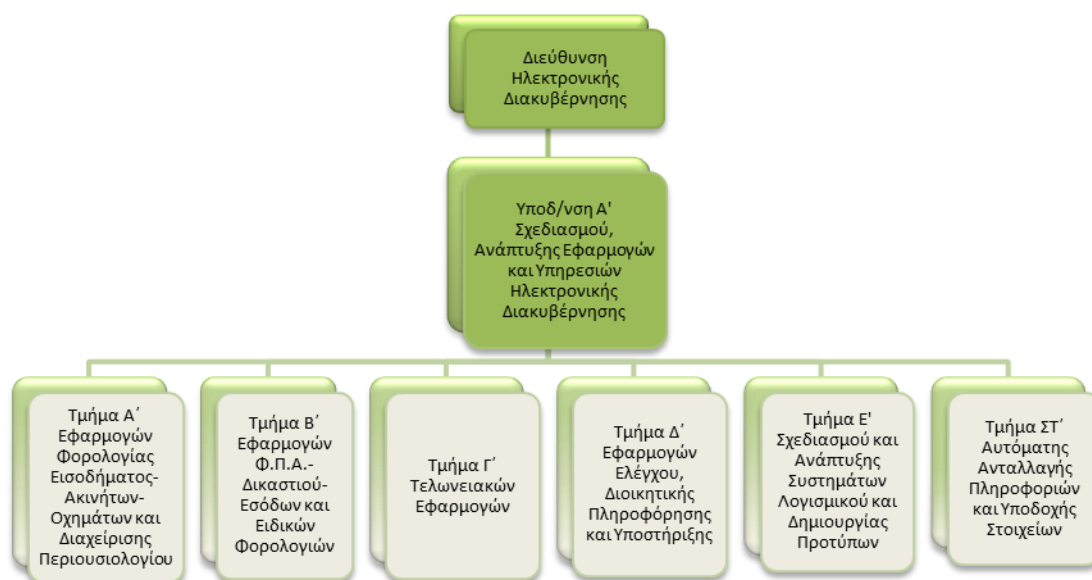 Διεύθυνση
Ηλεκτρονικής
Διακυβέρνησης
Υποδ/νση Α'
Σχεδιασμού,
Ανάπτυξης Εφαρμογών
και Υπηρεσιών
Ηλεκτρονικής
Διακυβέρνησης
Τμήμα Α΄
Εφαρμογών
Φορολογίας
Εισοδήματος-
Ακινήτων-
Οχημάτων και
Διαχείρισης
Περιουσιολογίου
Τμήμα Β΄
Εφαρμογών
Φ.Π.Α.-
Δικαστιού-
Εσόδων και
Ειδικών
Φορολογιών
Τμήμα Γ΄
Τελωνειακών
Εφαρμογών
Τμήμα Δ΄
Εφαρμογών
Ελέγχου,
Διοικητικής
Πληροφόρησης
και Υποστήριξης
Τμήμα Ε'
Σχεδιασμού και
Ανάπτυξης
Συστημάτων
Λογισμικού και
Δημιουργίας
Προτύπων
Τμήμα ΣΤ΄
Αυτόματης
Ανταλλαγής
Πληροφοριών
και Υποδοχής
Στοιχείων